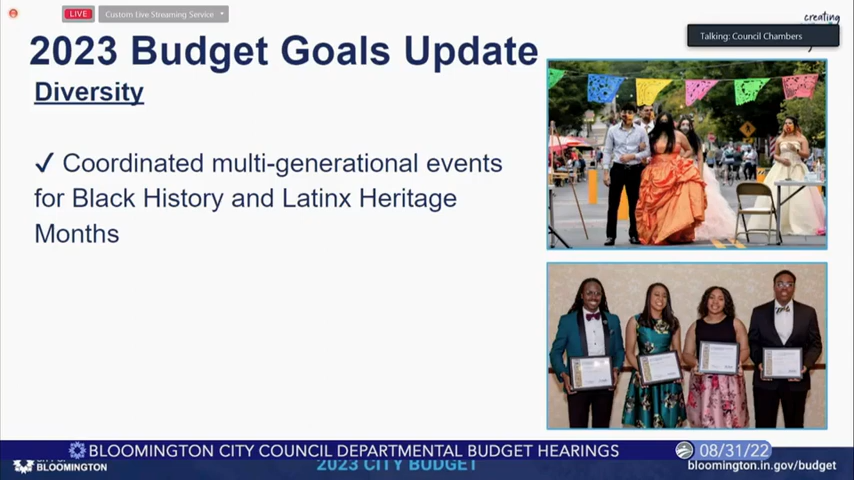 LIVE
Custom Live Streaming Service
creating
Talking: Council Chambers
2023 Budget Goals Update
Diversity
✓ Coordinated multi-generational events
for Black History and Latinx Heritage
Months
BLOOMINGTON CITY COUNCIL DEPARTMENTAL BUDGET HEARINGS
08/31/22
BLOOMINGTON
2023 CITY BUDGET
bloomington.in.gov/budget